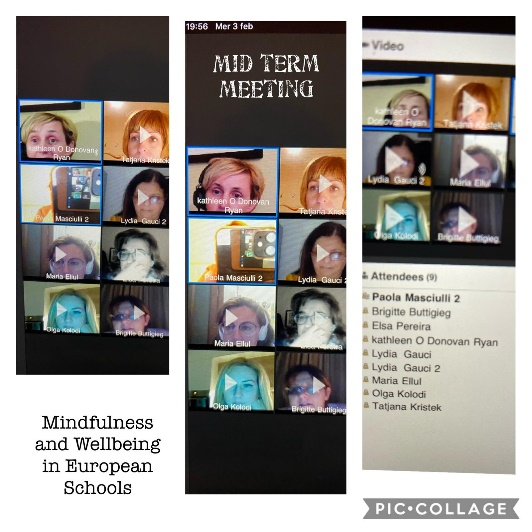 kathleen O Donovan
Ryan
Tatjana Kristek
Masciulli 2
Lydia Gauci 2
Maria Ellul
Olga Kolodi
Brigitte Buttigieg
Mindfulness
and Wellbeing
in European
Schools
19:56 Mer 3 feb
MID TERM
MEETING
kathleen O Donovan
Ryan
Tatjana Kriste
Paola Masciulli 2
Lydia Gauci 2
Maria Ellul
Olga Kolodi
Brigitte Buttigieg
Video
kathleen O
Donovan Ryan
Tatjana Kristek
Lydia Gauci 2
Maria Ellul
Olga Kolodi
Brigitte Buttigieg
Attendees (9)
Paola Masciulli 2
Brigitte Buttigieg
Elsa Pereira
kathleen O Donovan Ryan
Lydia Gauci
Lydia Gauci 2
Maria Ellul
Olga Kolodi
Tatjana Kristek
PIC•COLLAGE